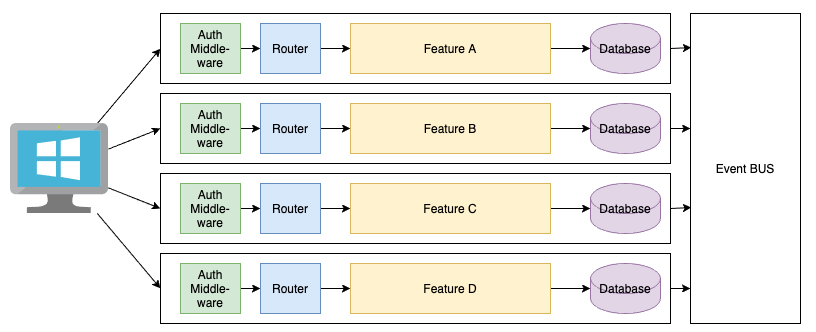 Auth
Middle-
ware
Router
Feature A
Database
Auth
Middle-
ware
Router
Feature B
Database
Event BUS
Auth
Middle-
ware
Router
Feature C
Database
Auth
Middle-
ware
Router
Feature D
Database